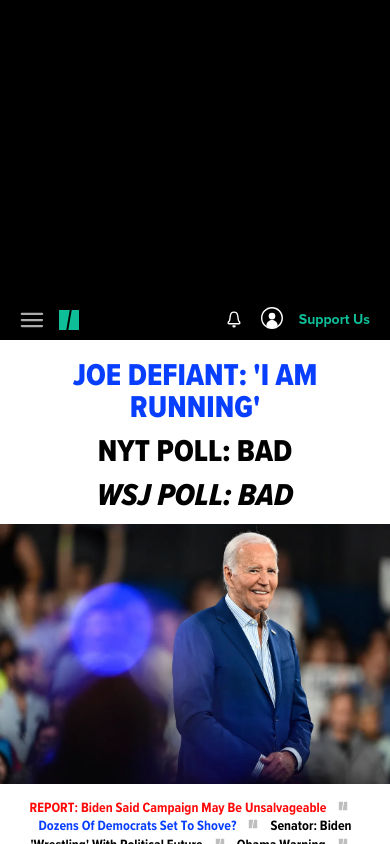 Support Us
JOE DEFIANT: 'I AM
RUNNING'
NYT POLL: BAD
WSJ POLL: BAD
REPORT: Biden Said Campaign May Be Unsalvageable
Dozens Of Democrats Set To Shove? Senator: Biden
'Wrestling' With Political Future Obama Warning